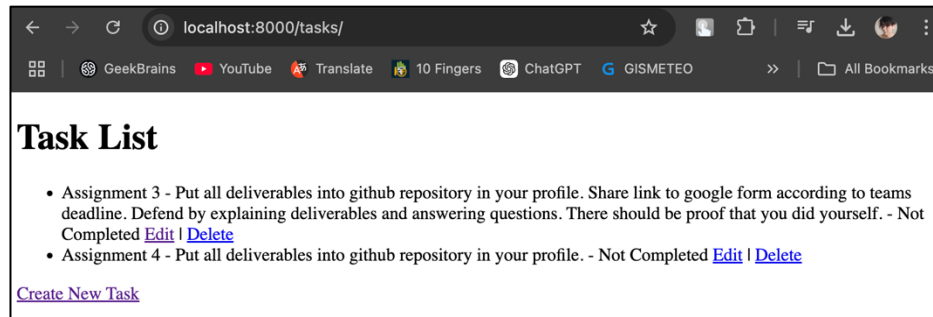 localhost:8000/tasks/
GeekBrains YouTube Translate 10 Fingers ChatGPT G GISMETEO » All Bookmarks
Task List
• Assignment 3 - Put all deliverables into github repository in your profile. Share link to google form according to teams
deadline. Defend by explaining deliverables and answering questions. There should be proof that you did yourself. - Not
Completed Edit | Delete
• Assignment 4 - Put all deliverables into github repository in your profile. - Not Completed Edit | Delete
Create New Task